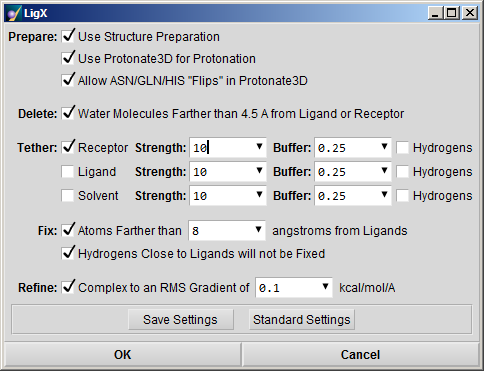 LigX
Prepare: Use Structure Preparation
Use Protonate3D for Protonation
Allow ASN/GLN/HIS "Flips" in Protonate3D
Delete: Water Molecules Farther than 4.5 A from Ligand or Receptor
Tether: Receptor Strength: 10 Buffer: 0.25 Hydrogens
Ligand Strength: 10 Buffer: 0.25 Hydrogens
Solvent Strength: 10 Buffer: 0.25 Hydrogens
Fix: Atoms Farther than 8 angstroms from Ligands
Hydrogens Close to Ligands will not be Fixed
Refine: Complex to an RMS Gradient of 0.1 kcal/mol/A
Save Settings Standard Settings
OK Cancel